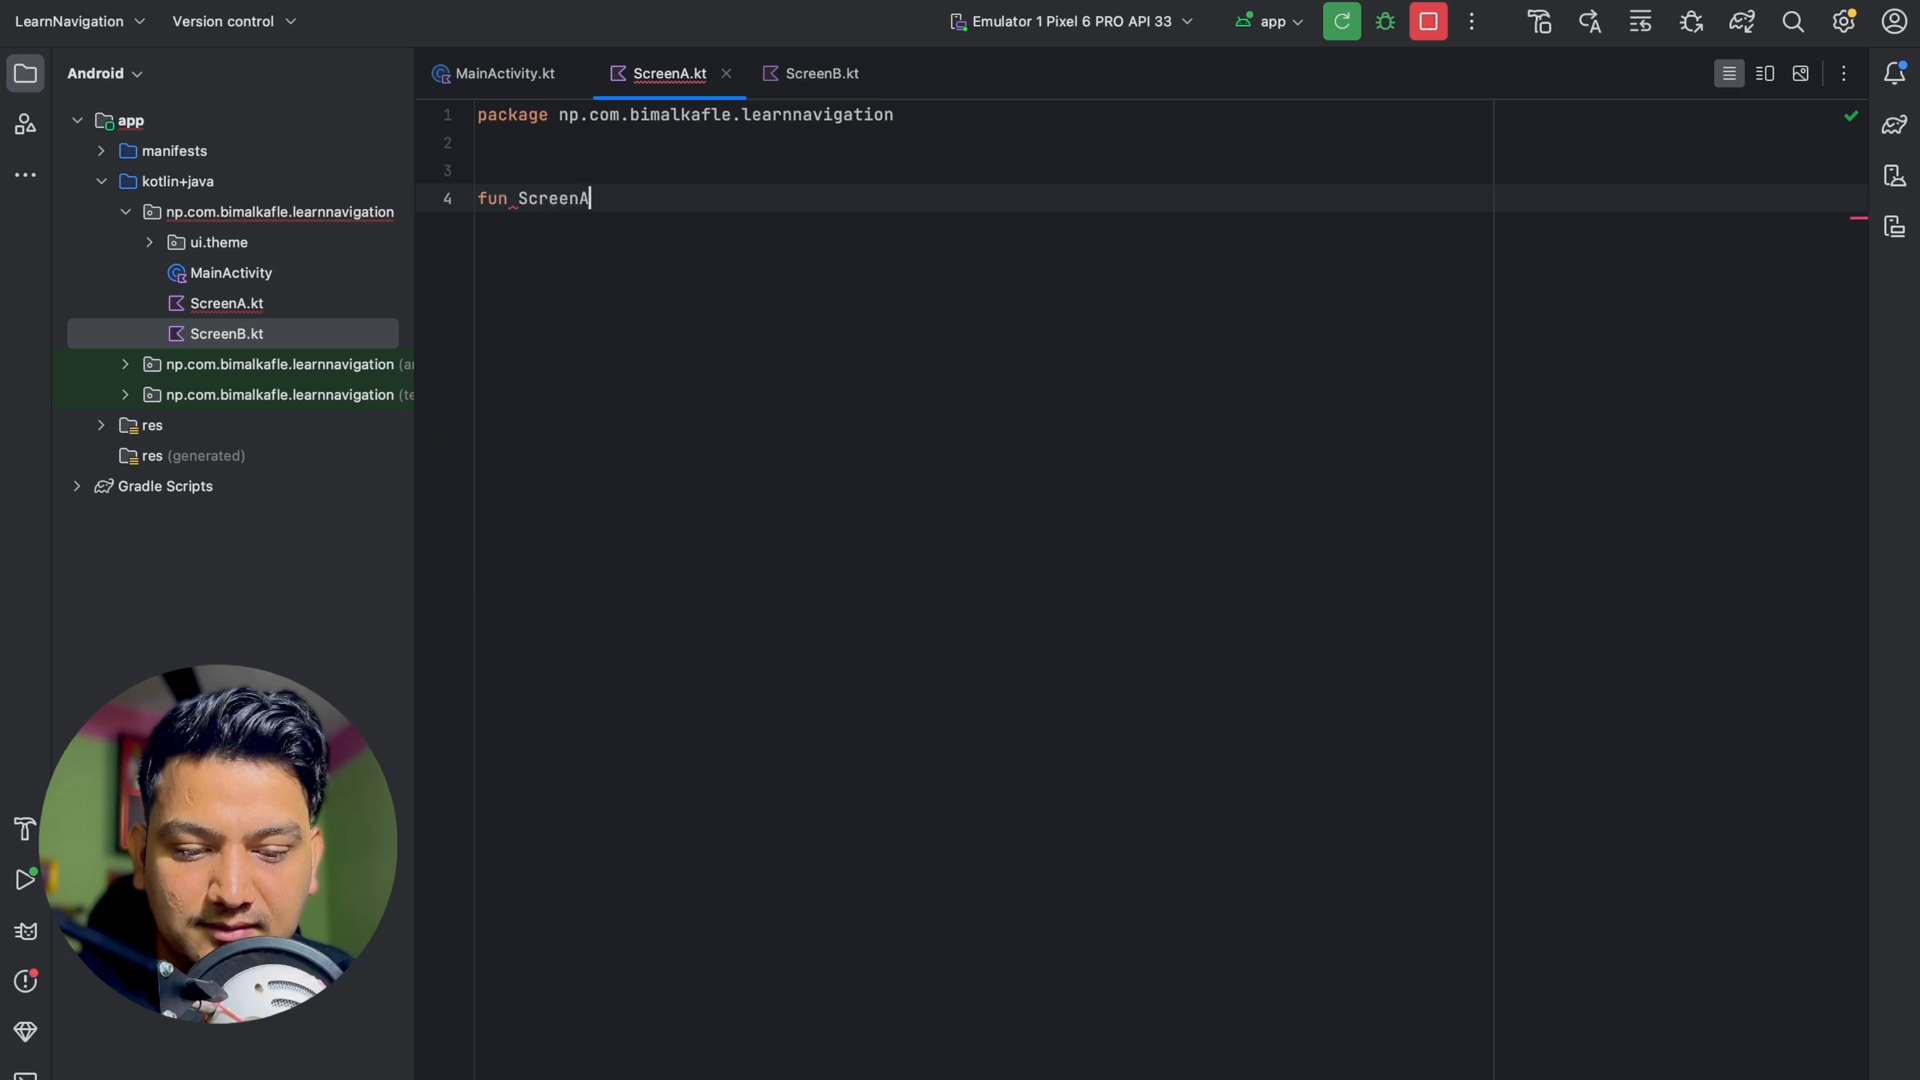 LearnNavigation
Version control
Emulator 1 Pixel 6 PRO API 33
app
Android
MainActivity.kt
ScreenA.kt
ScreenB.kt
app
manifests
kotlin+java
np.com.bimalkafle.learnnavigation
ui.theme
MainActivity
ScreenA.kt
ScreenB.kt
np.com.bimalkafle.learnnavigation (a
np.com.bimalkafle.learnnavigation (te
res
res (generated)
Gradle Scripts
1 package np.com.bimalkafle.learnnavigation
2
3
4 fun ScreenA